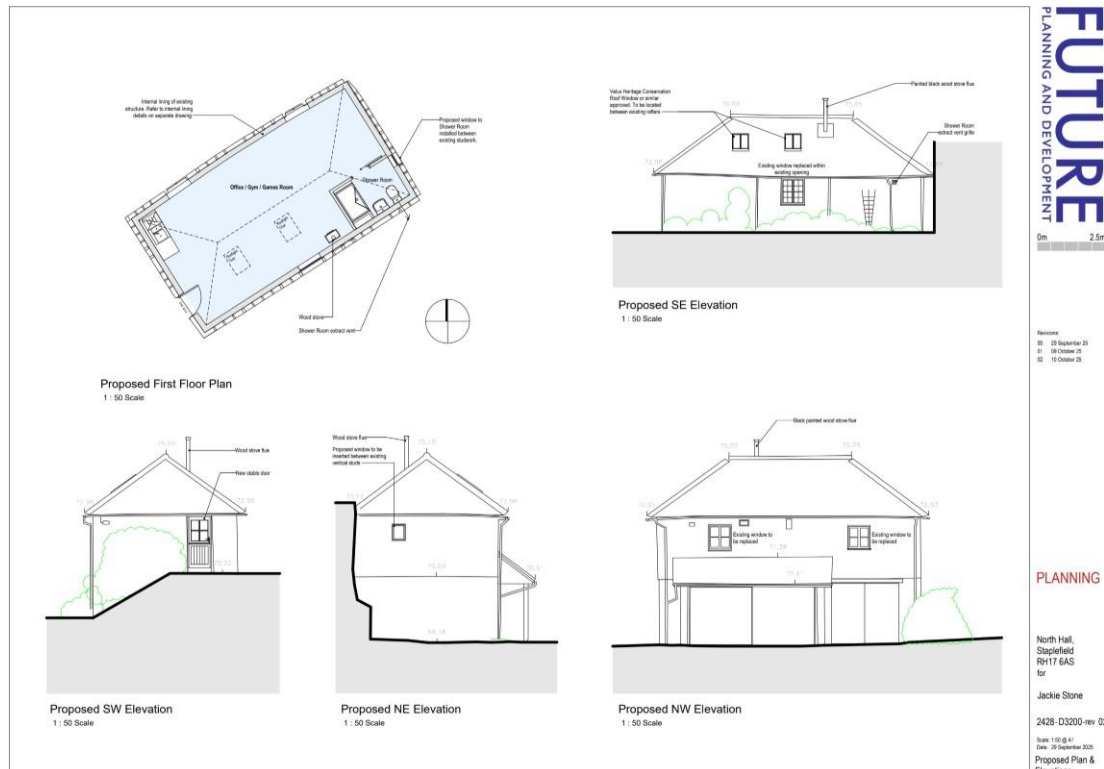 Internal lining of existing
structure. Refer to internal lining
details on separate drawing.
Proposed window to
Shower Room
installed between
existing studwork.
Office / Gym / Games Room
Shower Room
Wood stove
Shower Room extract vent
Proposed First Floor Plan
1 : 50 Scale
Velux Heritage Conservation
Roof Window or similar
approved. To be located
between existing rafters.
Painted black wood stove flue
Shower Room
extract vent grille
Existing window replaced within
existing opening
Proposed SE Elevation
1 : 50 Scale
Wood stove flue
New stable door
Proposed SW Elevation
1 : 50 Scale
Wood stove flue
Proposed window to be
inserted between existing
vertical studs
Proposed NE Elevation
1 : 50 Scale
Black painted wood stove flue
Existing window to
be replaced
Existing window to
be replaced
Proposed NW Elevation
1 : 50 Scale
FUTURE
PLANNING AND DEVELOPMENT
0m 2.5m
Revisions:
00 29 September 25
01 09 October 25
02 10 October 25
PLANNING
North Hall,
Staplefield
RH17 6AS
for
Jackie Stone
2428-D3200-rev 02
Scale: 1:50 @ A1
Date: 29 September 2025
Proposed Plan &
Elevations